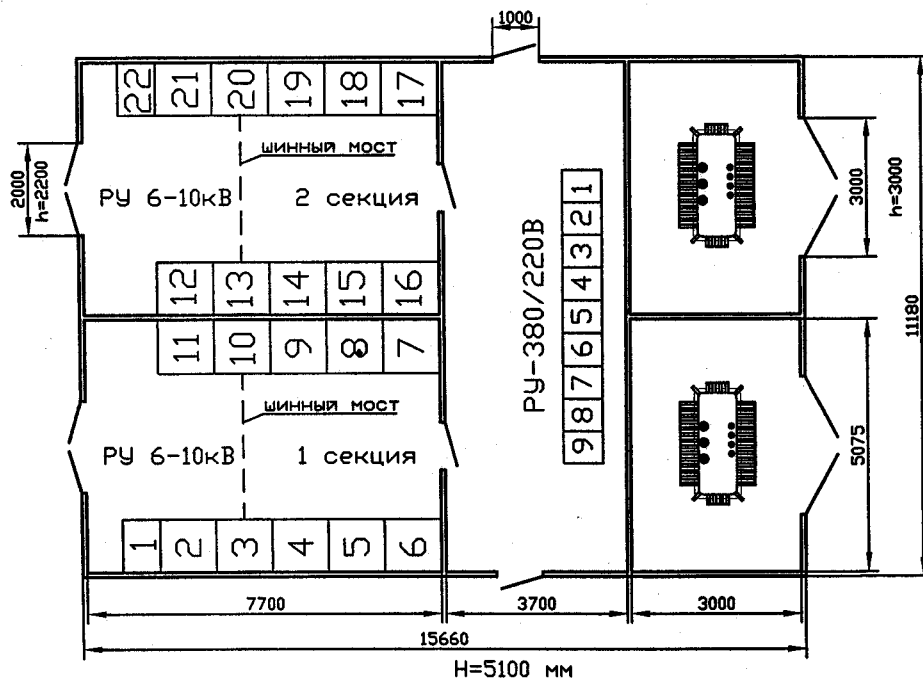 1000
22 21 20 19 18 17
шинный мост
РУ 6-10кВ 2 секция
2000
h=2200
12 13 14 15 16
11 10 9 8 7
шинный мост
РУ 6-10кВ 1 секция
1 2 3 4 5 6
РУ-380/220В
1 2 3 4 5 6 7 8 9
3000
h=3000
5075
11180
7700 3700 3000
15660
H=5100 мм